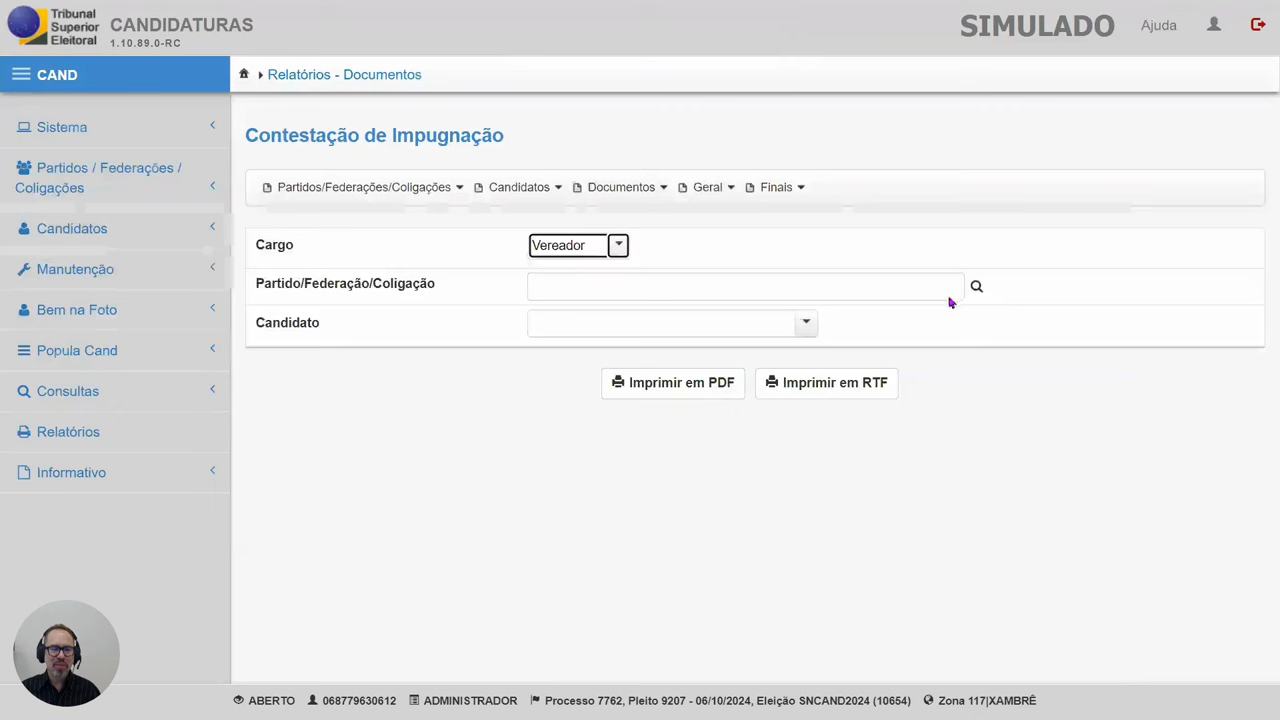 Tribunal
Superior
Eleitoral
CANDIDATURAS
1.10.89.0-RC
SIMULADO
Ajuda
CAND
Relatórios - Documentos
Sistema
Partidos / Federações /
Coligações
Candidatos
Manutenção
Bem na Foto
Popula Cand
Consultas
Relatórios
Informativo
Contestação de Impugnação
Partidos/Federações/Coligações Candidatos Documentos Geral Finais
Cargo Vereador
Partido/Federação/Coligação
Candidato
Imprimir em PDF Imprimir em RTF
ABERTO 068779630612 ADMINISTRADOR Processo 7762, Pleito 9207 - 06/10/2024, Eleição SNCAND2024 (10654) Zona 117|XAMBRÊ